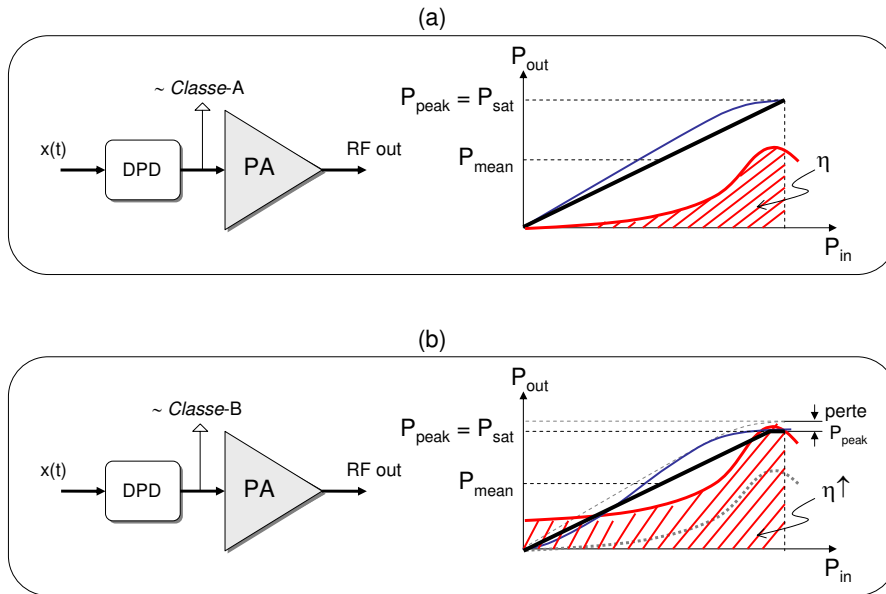 (a)
~ Classe-A
x(t)
DPD
PA
RF out
P_out
P_peak = P_sat
P_mean
η
P_in
(b)
~ Classe-B
x(t)
DPD
PA
RF out
P_out
P_peak = P_sat
perte
P_peak
P_mean
η↑
P_in